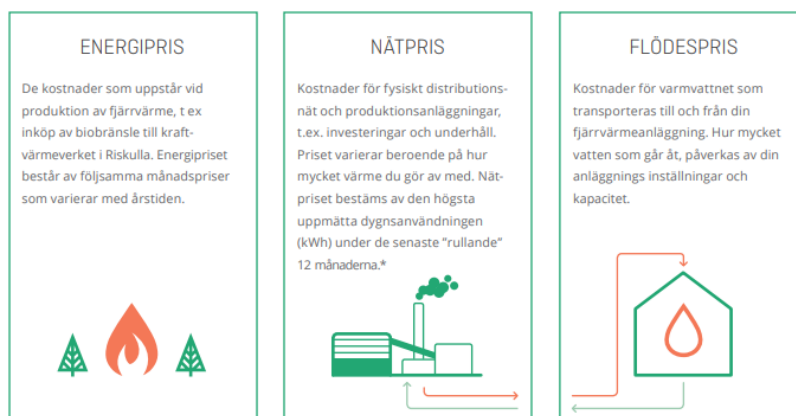 ENERGIPRIS
De kostnader som uppstår vid
produktion av fjärrvärme, t ex
inköp av biobränsle till kraft-
värmeverket i Riskulla. Energipriset
består av följsamma månadspriser
som varierar med årstiden.
NÄTPRIS
Kostnader för fysiskt distributions-
nät och produktionsanläggningar,
t.ex. investeringar och underhåll.
Priset varierar beroende på hur
mycket värme du gör av med. Nät-
priset bestäms av den högsta
uppmätta dygnsanvändningen
(kWh) under de senaste ”rullande”
12 månaderna.*
FLÖDESPRIS
Kostnader för varmvattnet som
transporteras till och från din
fjärrvärmeanläggning. Hur mycket
vatten som går åt, påverkas av din
anläggnings inställningar och
kapacitet.